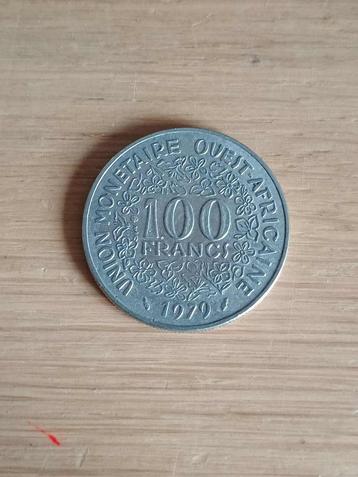 UNION MONETAIRE OUEST-AFRICAINE
100
FRANCS
1979